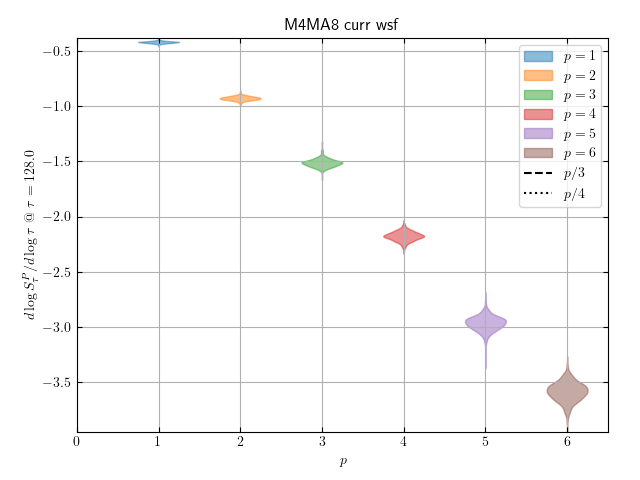 M4MA8 curr wsf
d log S_τ^P / d log τ @ τ = 128.0
−0.5
−1.0
−1.5
−2.0
−2.5
−3.0
−3.5
0 1 2 3 4 5 6
p
p = 1
p = 2
p = 3
p = 4
p = 5
p = 6
p/3
p/4